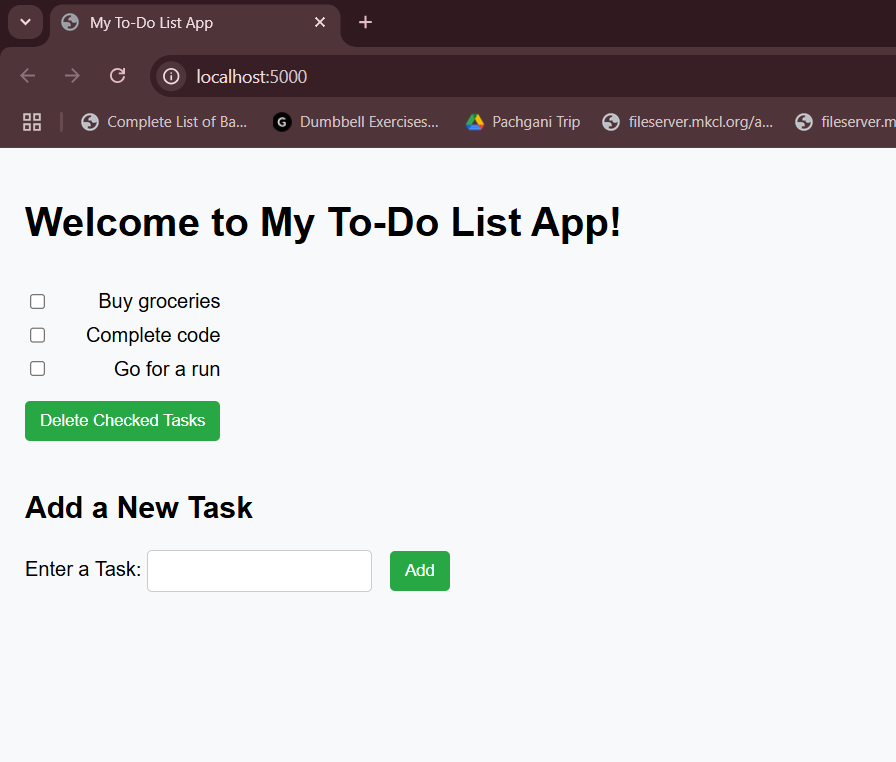 My To-Do List App
localhost:5000
Complete List of Ba... G Dumbbell Exercises... Pachgani Trip fileserver.mkcl.org/a... fileserver.m
Welcome to My To-Do List App!
Buy groceries
Complete code
Go for a run
Delete Checked Tasks
Add a New Task
Enter a Task: Add